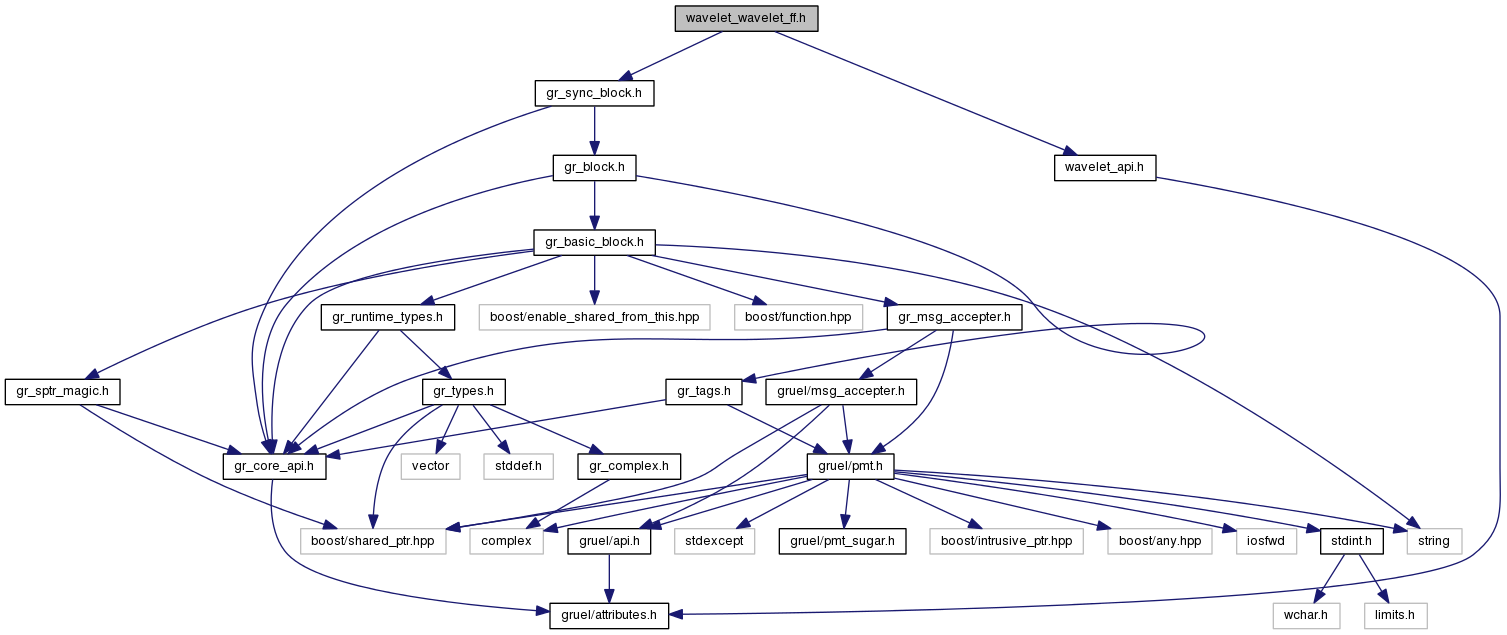 wavelet_wavelet_ff.h
gr_sync_block.h
gr_block.h
wavelet_api.h
gr_basic_block.h
gr_runtime_types.h
boost/enable_shared_from_this.hpp
boost/function.hpp
gr_msg_accepter.h
gr_sptr_magic.h
gr_types.h
gr_tags.h
gruel/msg_accepter.h
gr_core_api.h
vector
stddef.h
gr_complex.h
gruel/pmt.h
boost/shared_ptr.hpp
complex
gruel/api.h
stdexcept
gruel/pmt_sugar.h
boost/intrusive_ptr.hpp
boost/any.hpp
iosfwd
stdint.h
string
gruel/attributes.h
wchar.h
limits.h